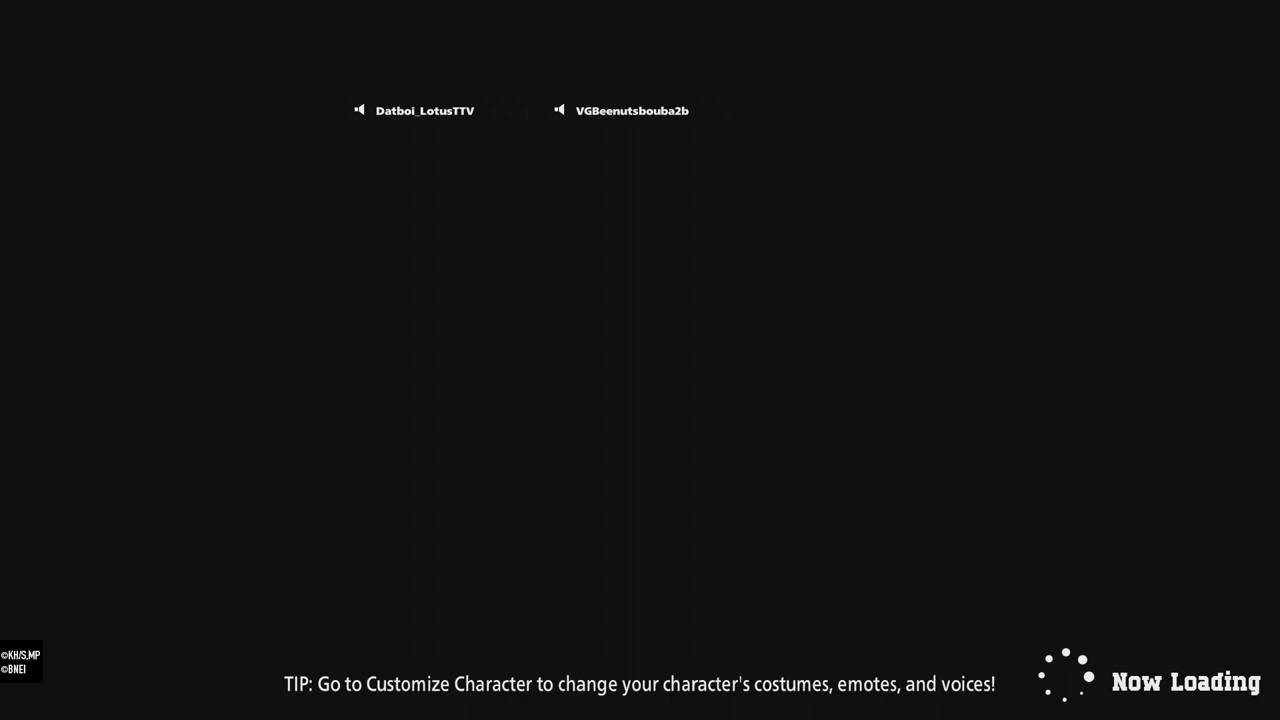 Datboi_LotusTTV VGBeenutsbouba2b
©KH/S,MP
©BNEI
TIP: Go to Customize Character to change your character's costumes, emotes, and voices!
Now Loading